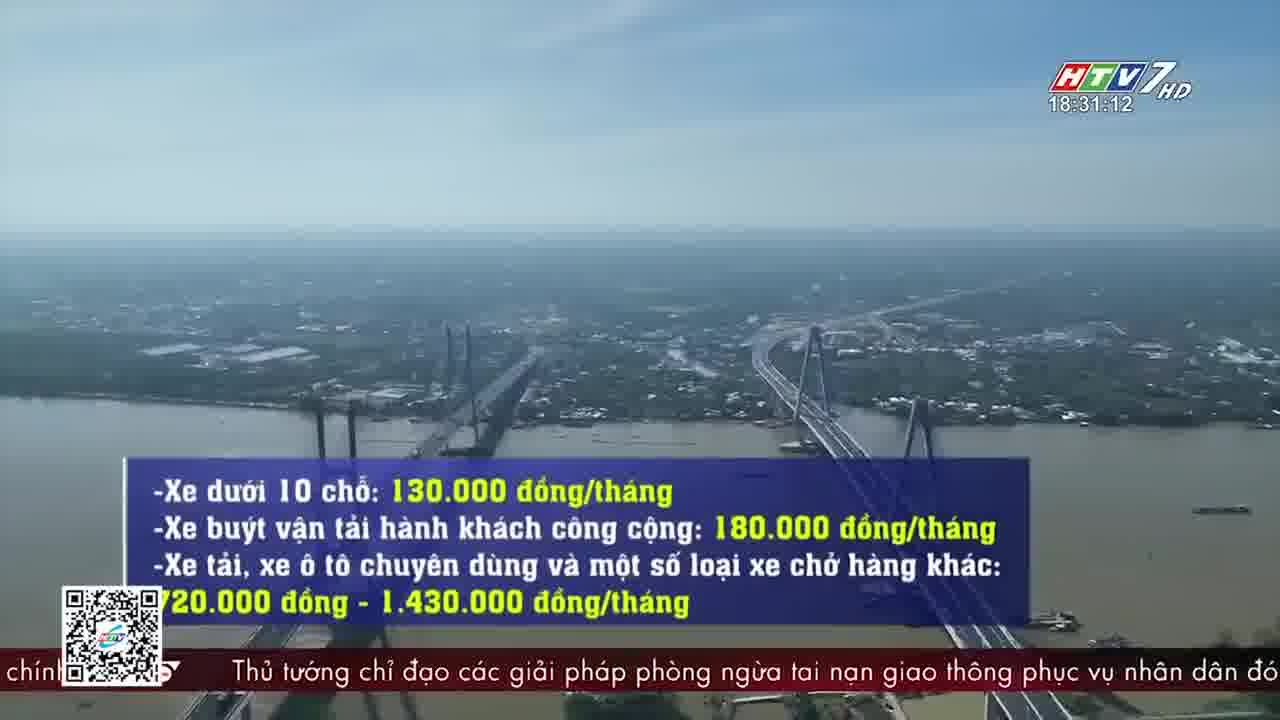 HTV7 HD
18:31:12
-Xe dưới 10 chỗ: 130.000 đồng/tháng
-Xe buýt vận tải hành khách công cộng: 180.000 đồng/tháng
-Xe tải, xe ô tô chuyên dùng và một số loại xe chở hàng khác:
720.000 đồng - 1.430.000 đồng/tháng
HTV
chính
Thủ tướng chỉ đạo các giải pháp phòng ngừa tai nạn giao thông phục vụ nhân dân đó